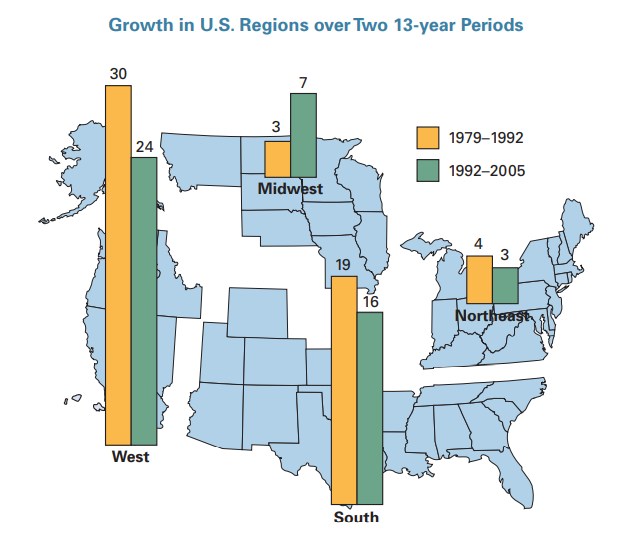 Growth in U.S. Regions over Two 13-year Periods
30
24
West
3
7
Midwest
1979–1992
1992–2005
4
3
Northeast
19
16
South